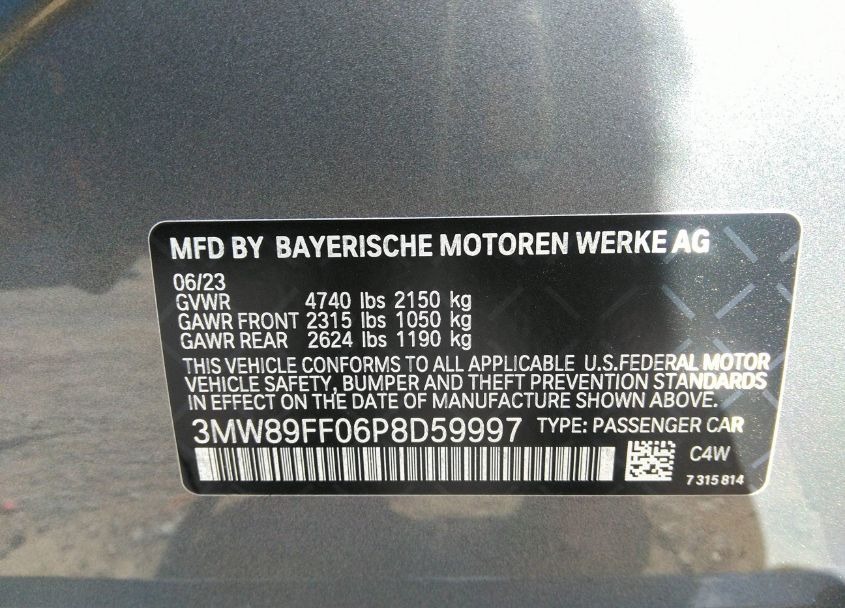 MFD BY BAYERISCHE MOTOREN WERKE AG
06/23
GVWR 4740 lbs 2150 kg
GAWR FRONT 2315 lbs 1050 kg
GAWR REAR 2624 lbs 1190 kg
THIS VEHICLE CONFORMS TO ALL APPLICABLE U.S.FEDERAL MOTOR
VEHICLE SAFETY, BUMPER AND THEFT PREVENTION STANDARDS
IN EFFECT ON THE DATE OF MANUFACTURE SHOWN ABOVE.
3MW89FF06P8D59997 TYPE: PASSENGER CAR
C4W
7 315 814